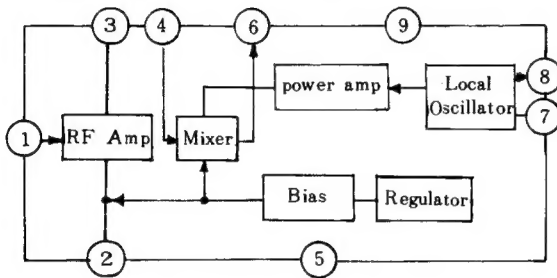 3 4 6 9
8
power amp Local
Oscillator
7
1 RF Amp Mixer
Bias Regulator
2 5